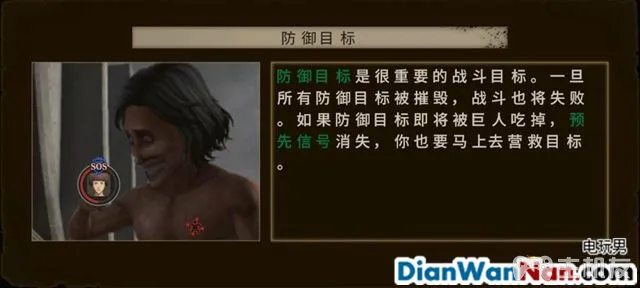 防御目标
防御目标是很重要的战斗目标。一旦
所有防御目标被摧毁，战斗也将失败
。如果防御目标即将被巨人吃掉，预
先信号消失，你也要马上去营救目标
。
SOS
电玩男
DianWanNan.com